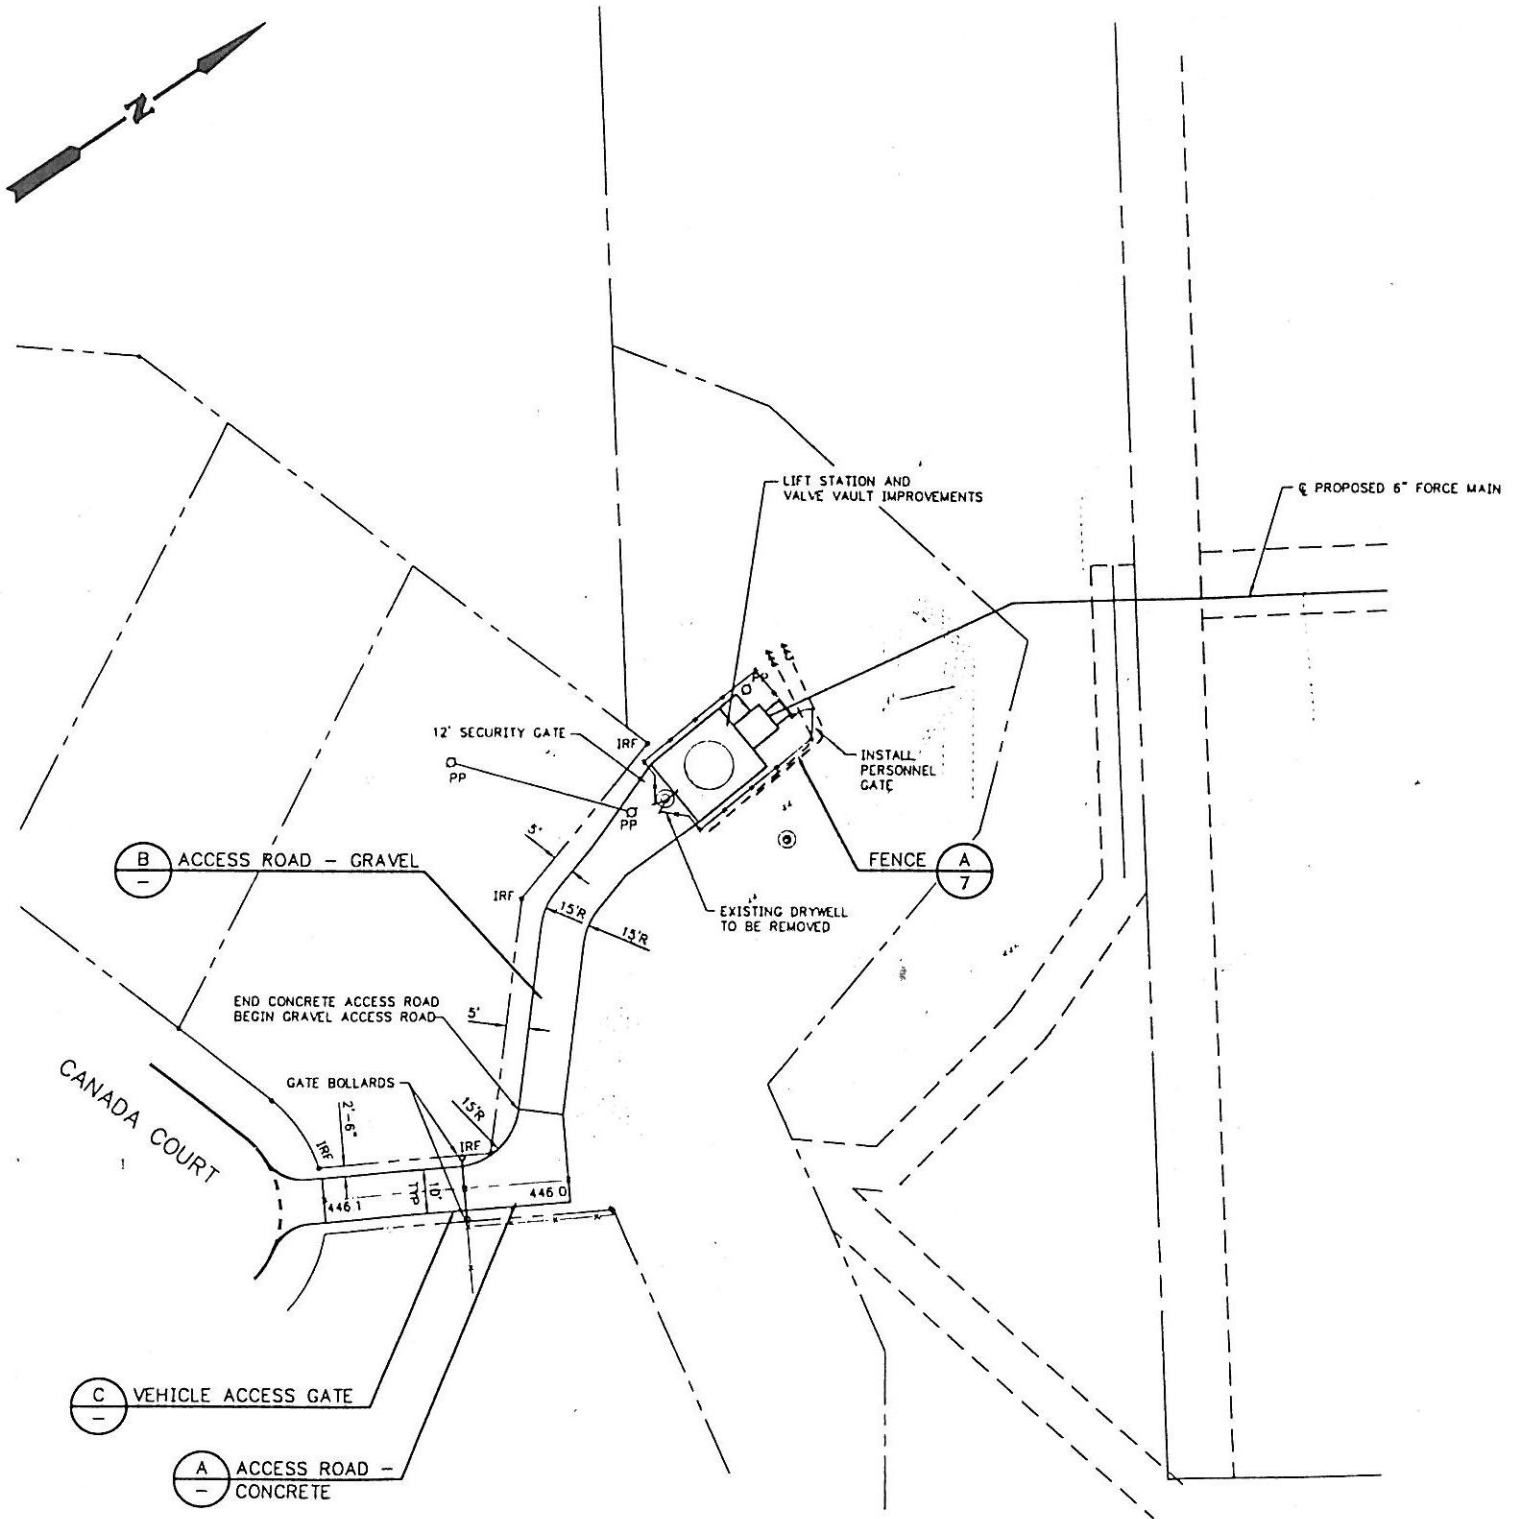 N
LIFT STATION AND
VALVE VAULT IMPROVEMENTS
℄ PROPOSED 6" FORCE MAIN
12' SECURITY GATE
IRF
PP
PP
INSTALL
PERSONNEL
GATE
5'
B
-
ACCESS ROAD - GRAVEL
FENCE
A
7
IRF
15'R
15'R
EXISTING DRYWELL
TO BE REMOVED
END CONCRETE ACCESS ROAD
BEGIN GRAVEL ACCESS ROAD
5'
CANADA COURT
GATE BOLLARDS
2'-6"
15'R
IRF
IRF
446.1
10'
TYP
446.0
C
-
VEHICLE ACCESS GATE
A
-
ACCESS ROAD -
CONCRETE